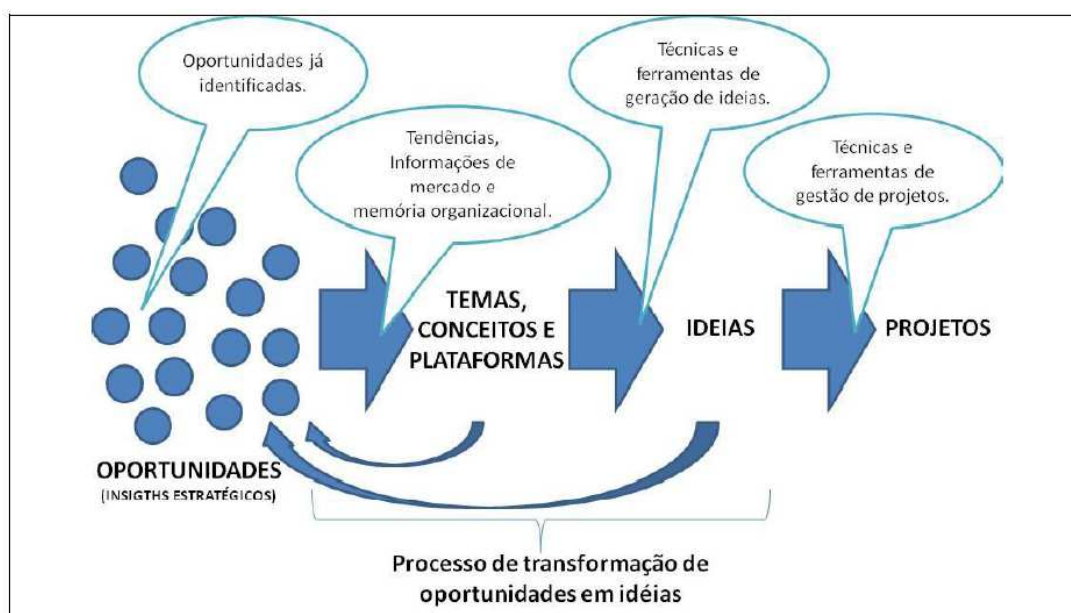 Oportunidades já
identificadas.
Tendências,
Informações de
mercado e
memória organizacional.
Técnicas e
ferramentas de
geração de ideias.
Técnicas e
ferramentas de
gestão de projetos.
TEMAS,
CONCEITOS E
PLATAFORMAS
IDEIAS
PROJETOS
OPORTUNIDADES
(INSIGTHS ESTRATÉGICOS)
Processo de transformação de
oportunidades em idéias